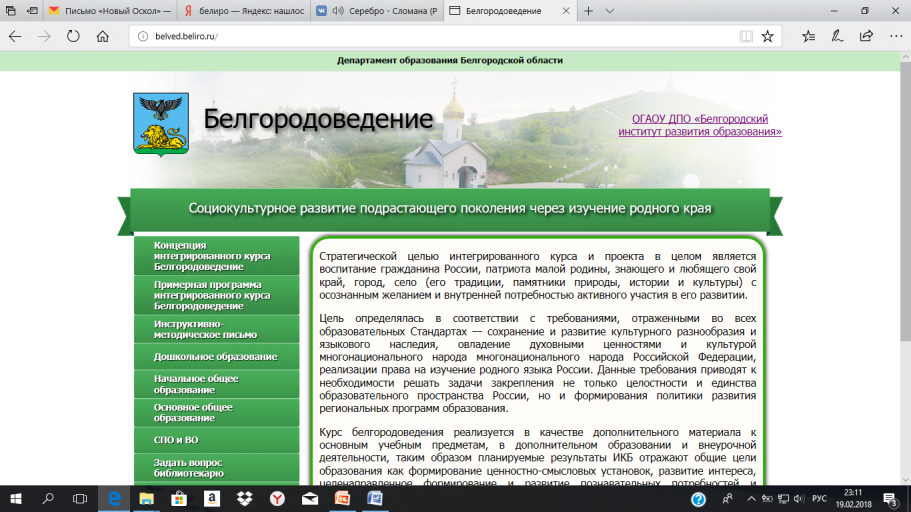 Письмо «Новый Оскол» —
белиро — Яндекс: нашлос
Серебро - Сломана (P
Белгородоведение
belved.beliro.ru/
Департамент образования Белгородской области
Белгородоведение
ОГАОУ ДПО «Белгородский
институт развития образования»
Социокультурное развитие подрастающего поколения через изучение родного края
Концепция
интегрированного курса
Белгородоведение
Примерная программа
интегрированного курса
Белгородоведение
Инструктивно-
методическое письмо
Дошкольное образование
Начальное общее
образование
Основное общее
образование
СПО и ВО
Задать вопрос
библиотекарю
Стратегической целью интегрированного курса и проекта в целом является
воспитание гражданина России, патриота малой родины, знающего и любящего свой
край, город, село (его традиции, памятники природы, истории и культуры) с
осознанным желанием и внутренней потребностью активного участия в его развитии.
Цель определялась в соответствии с требованиями, отраженными во всех
образовательных Стандартах — сохранение и развитие культурного разнообразия и
языкового наследия, овладение духовными ценностями и культурой
многонационального народа многонационального народа Российской Федерации,
реализации права на изучение родного языка России. Данные требования приводят к
необходимости решать задачи закрепления не только целостности и единства
образовательного пространства России, но и формирования политики развития
региональных программ образования.
Курс белгородоведения реализуется в качестве дополнительного материала к
основным учебным предметам, в дополнительном образовании и внеурочной
деятельности, таким образом планируемые результаты ИКБ отражают общие цели
образования как формирование ценностно-смысловых установок, развитие интереса,
целенаправленное формирование и развитие познавательных потребностей и
РУС
23:11
19.02.2018
3